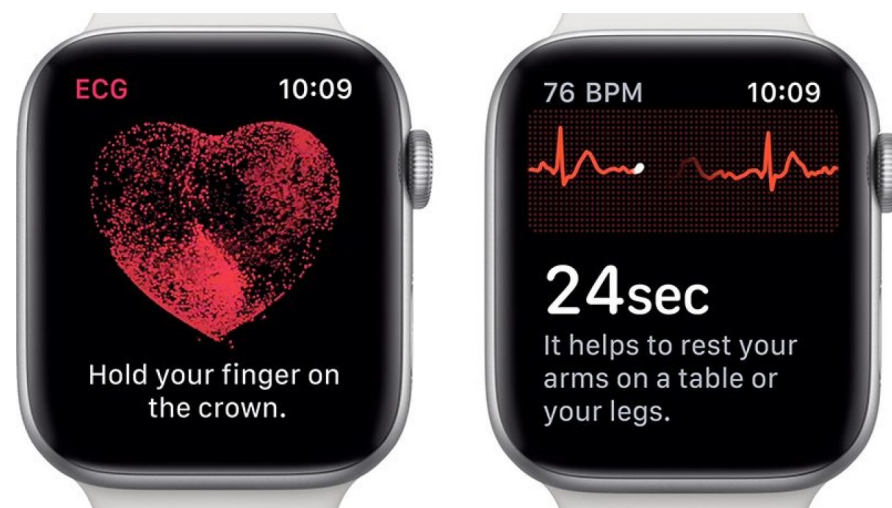 ECG 10:09
Hold your finger on
the crown.
76 BPM 10:09
24sec
It helps to rest your
arms on a table or
your legs.